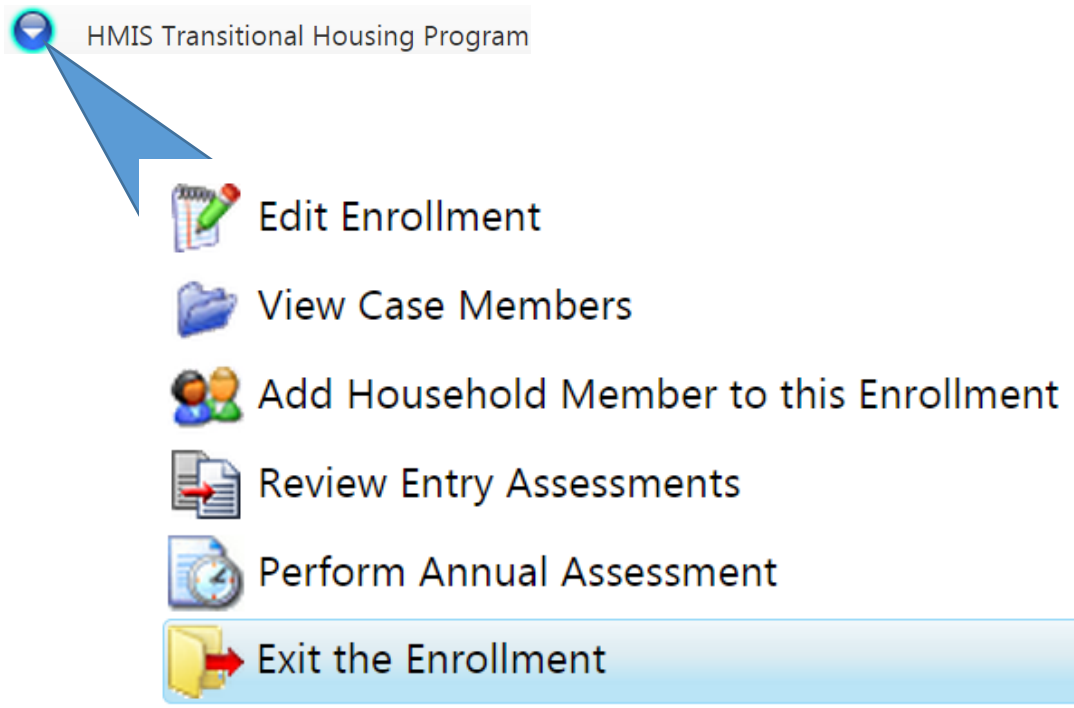 HMIS Transitional Housing Program
Edit Enrollment
View Case Members
Add Household Member to this Enrollment
Review Entry Assessments
Perform Annual Assessment
Exit the Enrollment